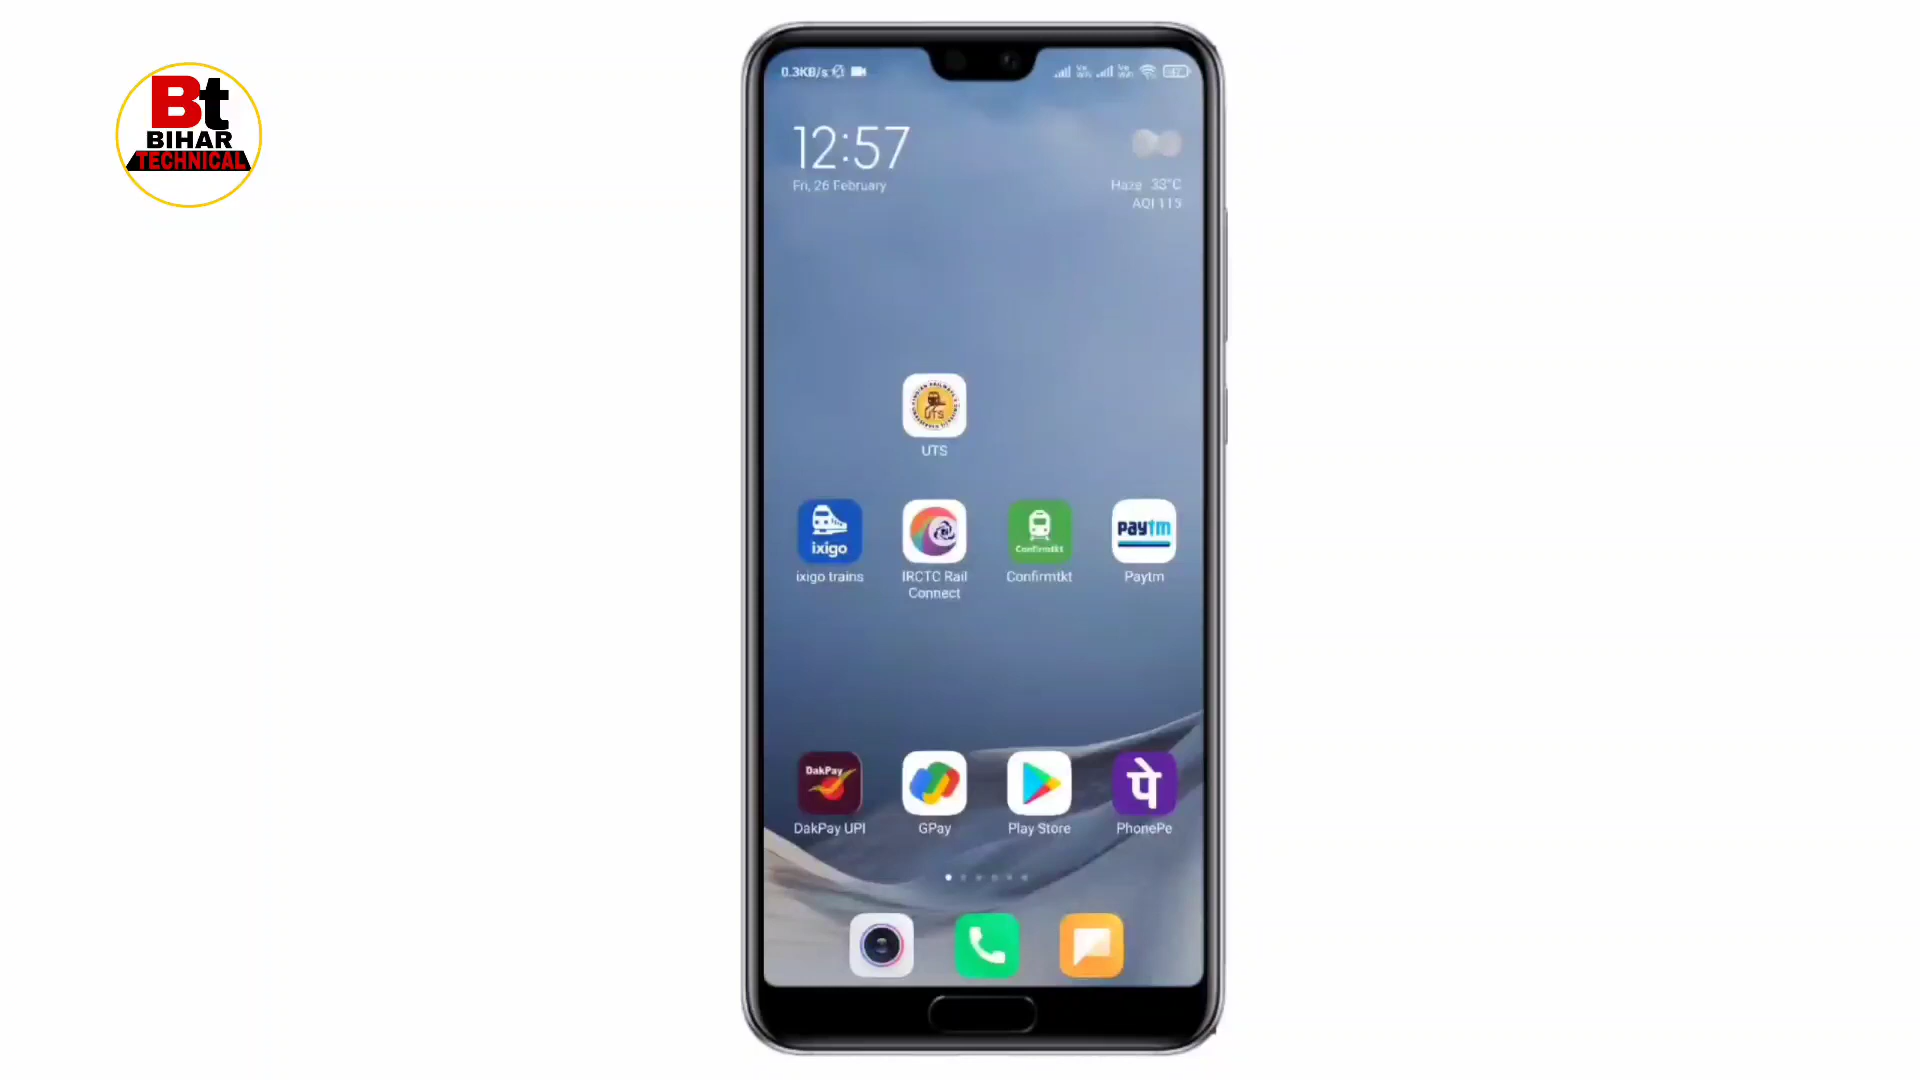 Bt
BIHAR
TECHNICAL
0.3KB/s
12:57
Fri, 26 February
Haze 33°C
AQI 115
UTS
UTS
ixigo
Confirmtkt
paytm
ixigo trains
IRCTC Rail
Connect
Confirmtkt
Paytm
DakPay
पे
DakPay UPI
GPay
Play Store
PhonePe